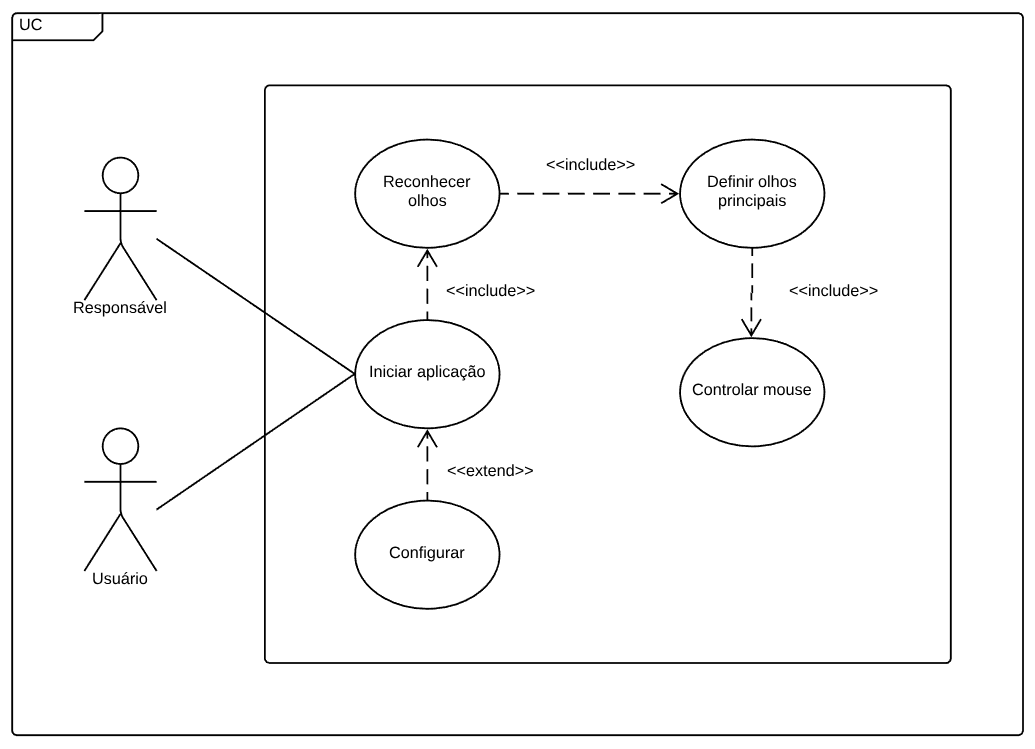 UC
Reconhecer
olhos
<<include>>
Definir olhos
principais
Responsável
<<include>>
<<include>>
Iniciar aplicação
Controlar mouse
<<extend>>
Configurar
Usuário